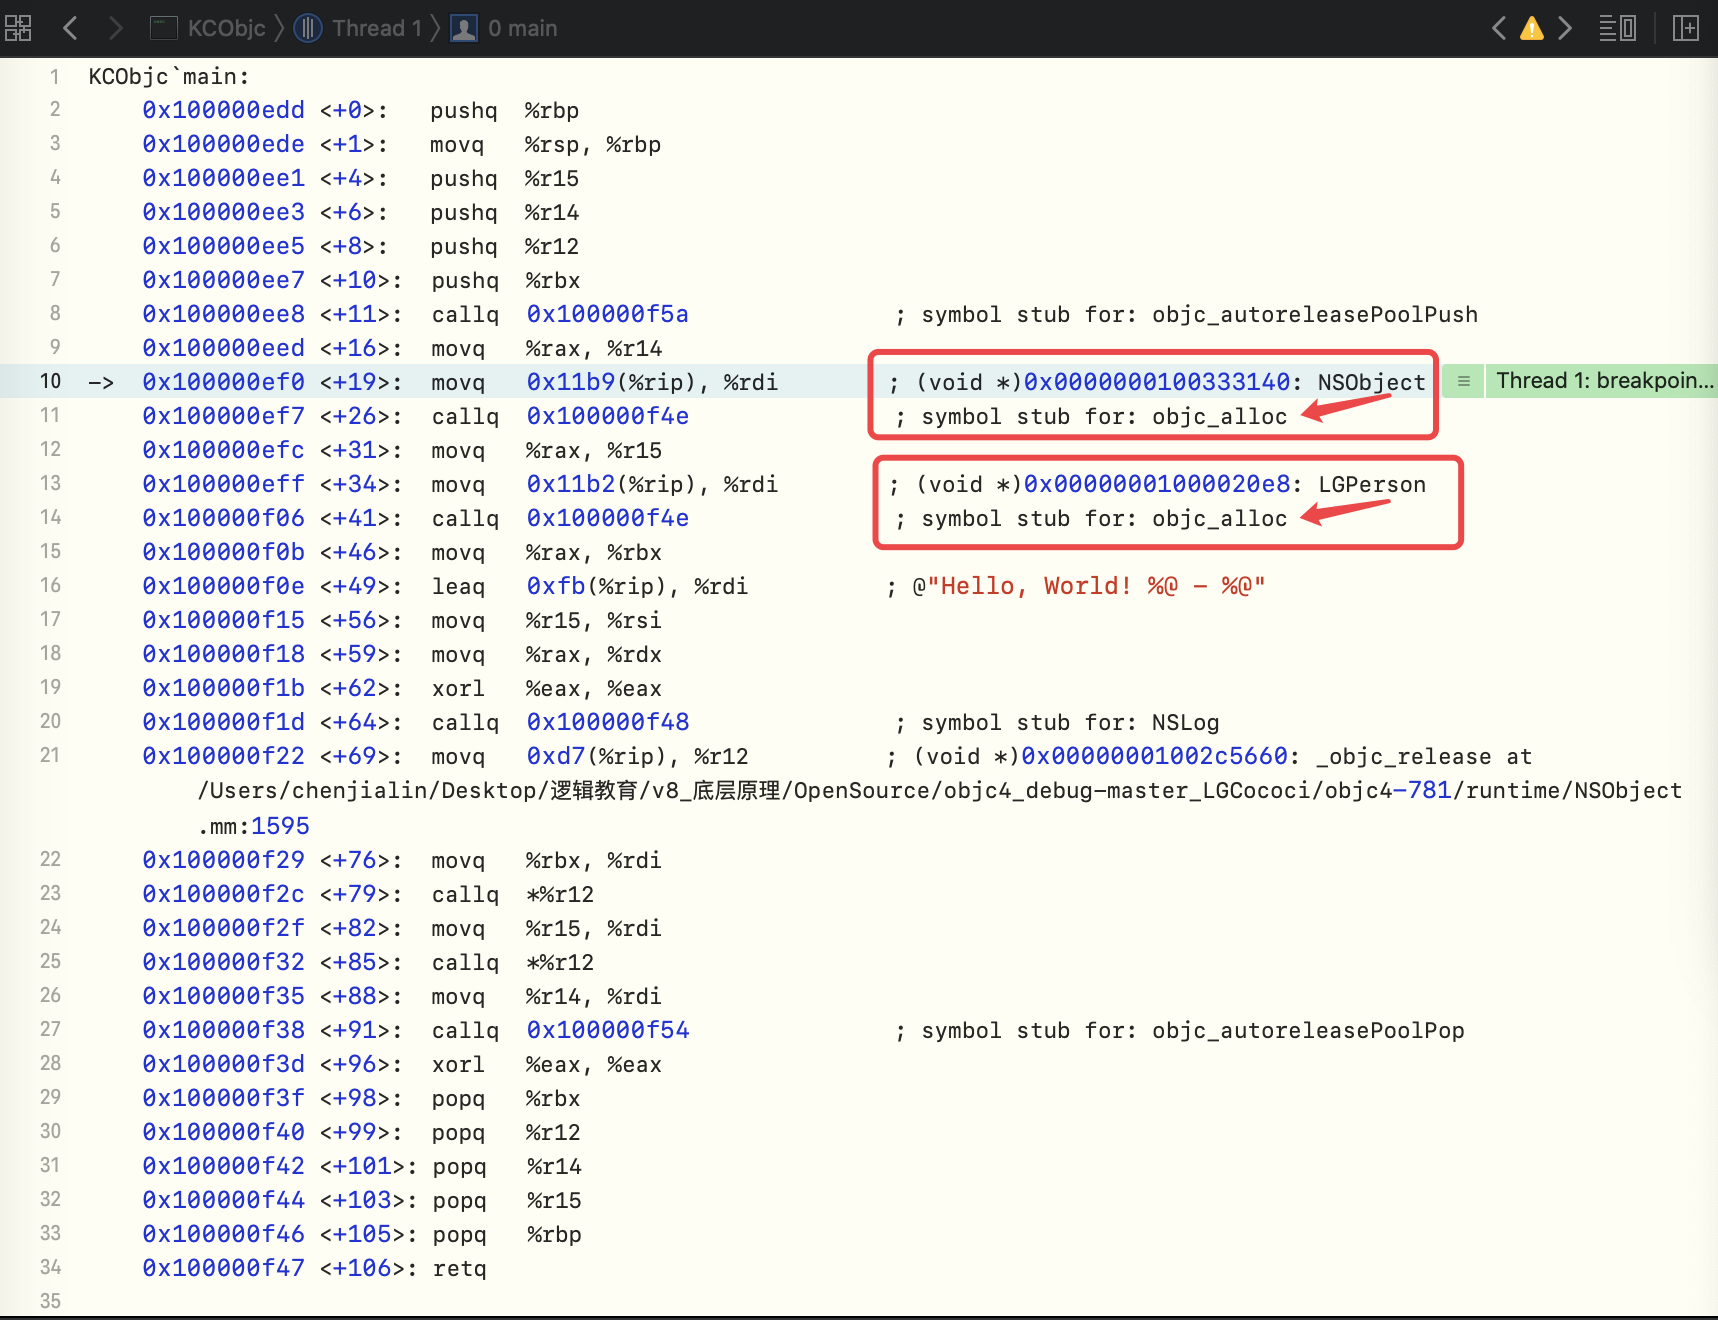 KCObjc 〉 Thread 1 〉 0 main
1 KCObjc`main:
2 0x100000edd <+0>: pushq %rbp
3 0x100000ede <+1>: movq %rsp, %rbp
4 0x100000ee1 <+4>: pushq %r15
5 0x100000ee3 <+6>: pushq %r14
6 0x100000ee5 <+8>: pushq %r12
7 0x100000ee7 <+10>: pushq %rbx
8 0x100000ee8 <+11>: callq 0x100000f5a ; symbol stub for: objc_autoreleasePoolPush
9 0x100000eed <+16>: movq %rax, %r14
10 -> 0x100000ef0 <+19>: movq 0x11b9(%rip), %rdi ; (void *)0x0000000100333140: NSObject Thread 1: breakpoin...
11 0x100000ef7 <+26>: callq 0x100000f4e ; symbol stub for: objc_alloc
12 0x100000efc <+31>: movq %rax, %r15
13 0x100000eff <+34>: movq 0x11b2(%rip), %rdi ; (void *)0x00000001000020e8: LGPerson
14 0x100000f06 <+41>: callq 0x100000f4e ; symbol stub for: objc_alloc
15 0x100000f0b <+46>: movq %rax, %rbx
16 0x100000f0e <+49>: leaq 0xfb(%rip), %rdi ; @"Hello, World! %@ - %@"
17 0x100000f15 <+56>: movq %r15, %rsi
18 0x100000f18 <+59>: movq %rax, %rdx
19 0x100000f1b <+62>: xorl %eax, %eax
20 0x100000f1d <+64>: callq 0x100000f48 ; symbol stub for: NSLog
21 0x100000f22 <+69>: movq 0xd7(%rip), %r12 ; (void *)0x00000001002c5660: _objc_release at
/Users/chenjialin/Desktop/逻辑教育/v8_底层原理/OpenSource/objc4_debug-master_LGCococi/objc4-781/runtime/NSObject
.mm:1595
22 0x100000f29 <+76>: movq %rbx, %rdi
23 0x100000f2c <+79>: callq *%r12
24 0x100000f2f <+82>: movq %r15, %rdi
25 0x100000f32 <+85>: callq *%r12
26 0x100000f35 <+88>: movq %r14, %rdi
27 0x100000f38 <+91>: callq 0x100000f54 ; symbol stub for: objc_autoreleasePoolPop
28 0x100000f3d <+96>: xorl %eax, %eax
29 0x100000f3f <+98>: popq %rbx
30 0x100000f40 <+99>: popq %r12
31 0x100000f42 <+101>: popq %r14
32 0x100000f44 <+103>: popq %r15
33 0x100000f46 <+105>: popq %rbp
34 0x100000f47 <+106>: retq
35